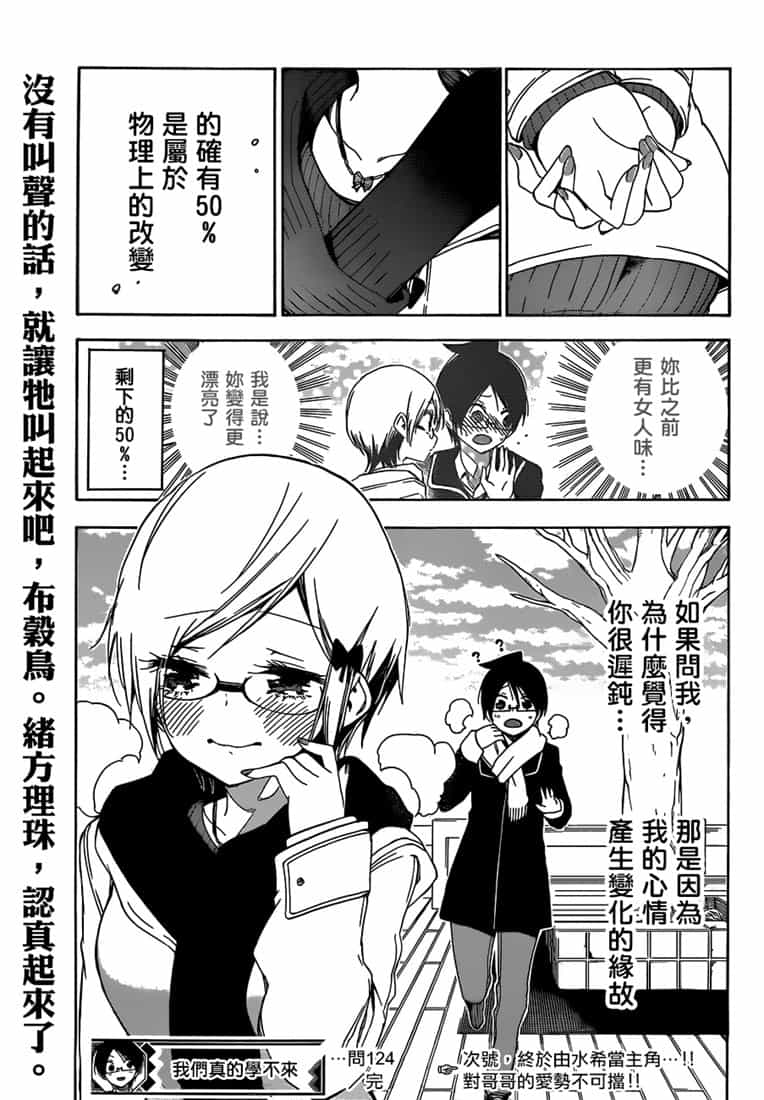 的確有50%
是屬於
物理上的改變
妳比之前
更有女人味…
我是說…
妳變得更
漂亮了
剩下的
50%…
如果問我，
為什麼覺得
你很遲鈍…
??
那是因為
我的心情
產生變化的緣故
沒有叫聲的話，就讓牠叫起來吧，布穀鳥。緒方理珠，認真起來了。
我們真的學不來
…問124
／完
☞次號，終於由水希當主角…!!
對哥哥的愛勢不可擋!!